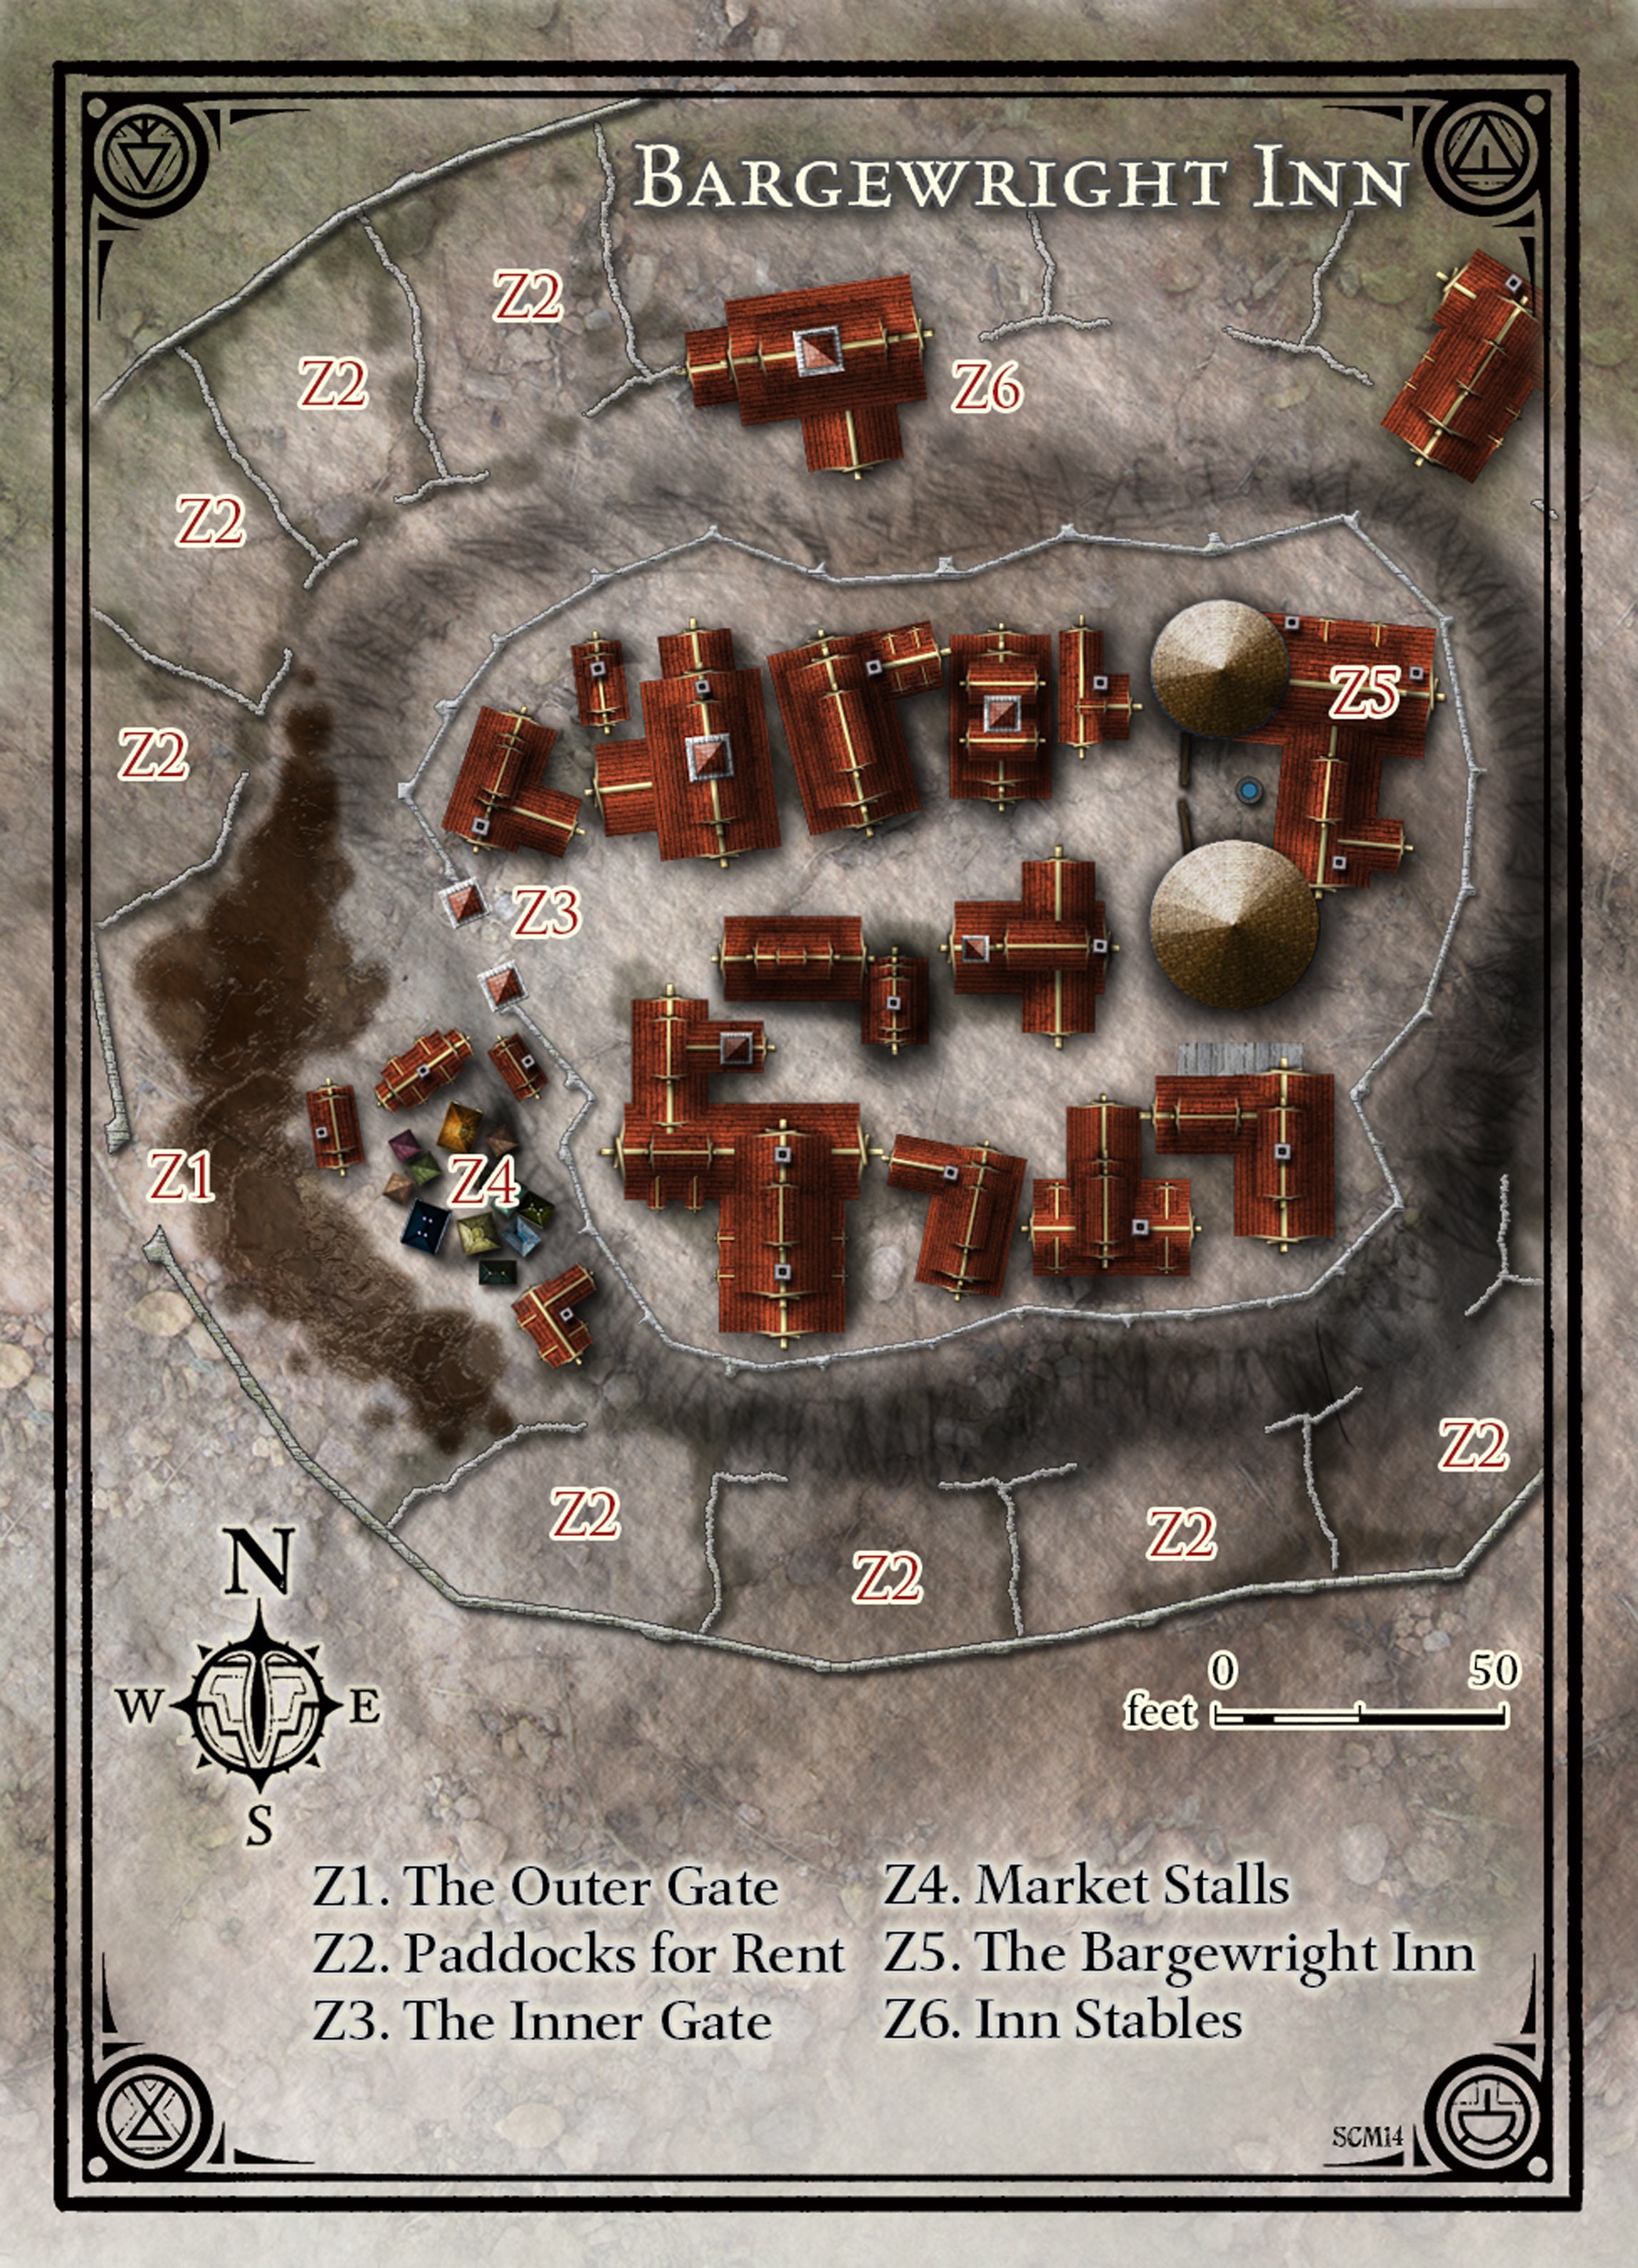 BARGEWRIGHT INN
Z2
Z2
Z6
Z2
Z5
Z2
Z3
Z1
Z4
Z2
Z2
Z2
Z2
N
W E
S
0 50
feet
Z1. The Outer Gate
Z2. Paddocks for Rent
Z3. The Inner Gate
Z4. Market Stalls
Z5. The Bargewright Inn
Z6. Inn Stables
SCM14